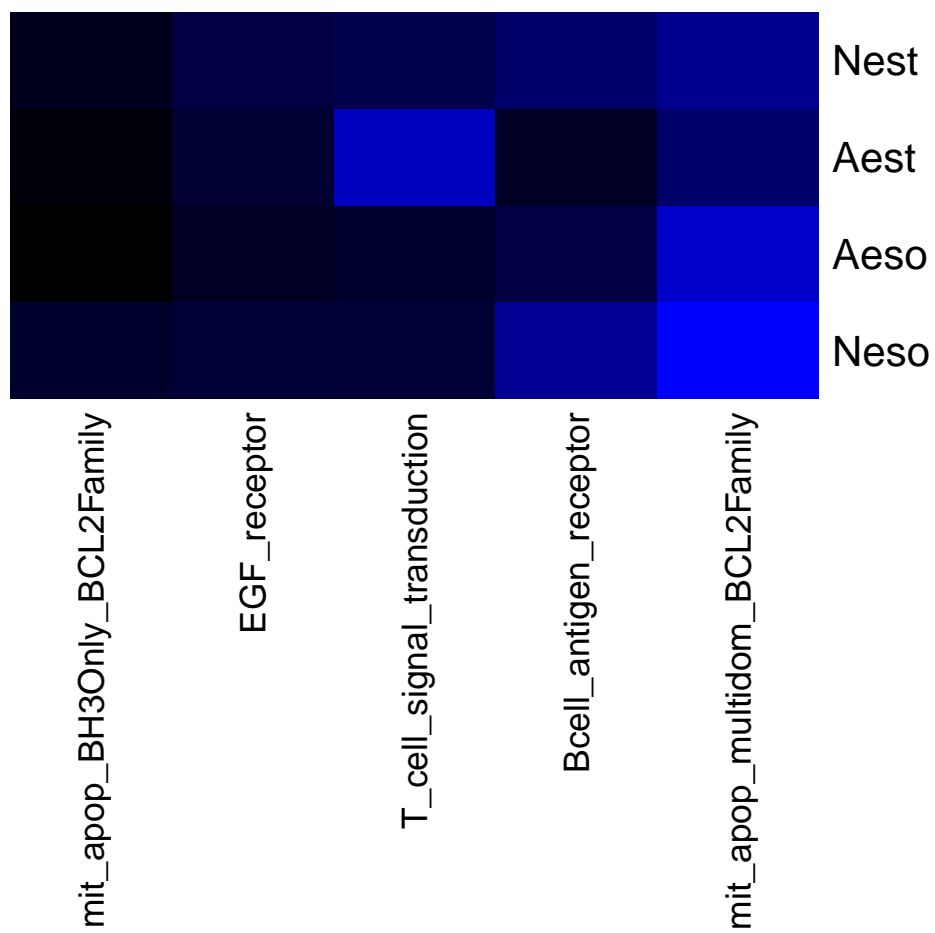 Nest
Aest
Aeso
Neso
mit_apop_BH3Only_BCL2Family
EGF_receptor
T_cell_signal_transduction
Bcell_antigen_receptor
mit_apop_multidom_BCL2Family